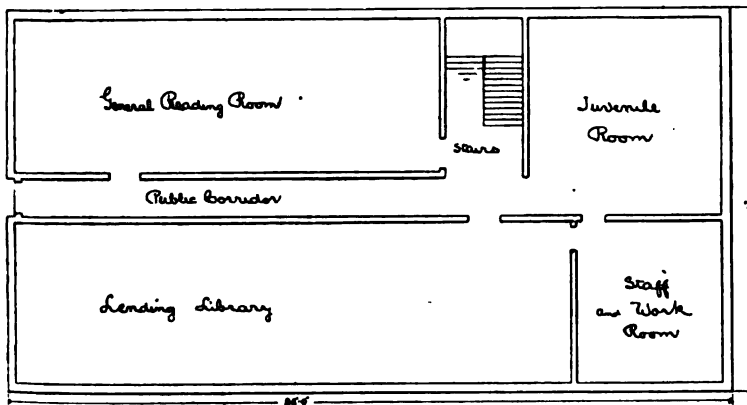 General Reading Room
Juvenile
Room
Stairs
Public Corridor
Lending Library
Staff
and Work
Room